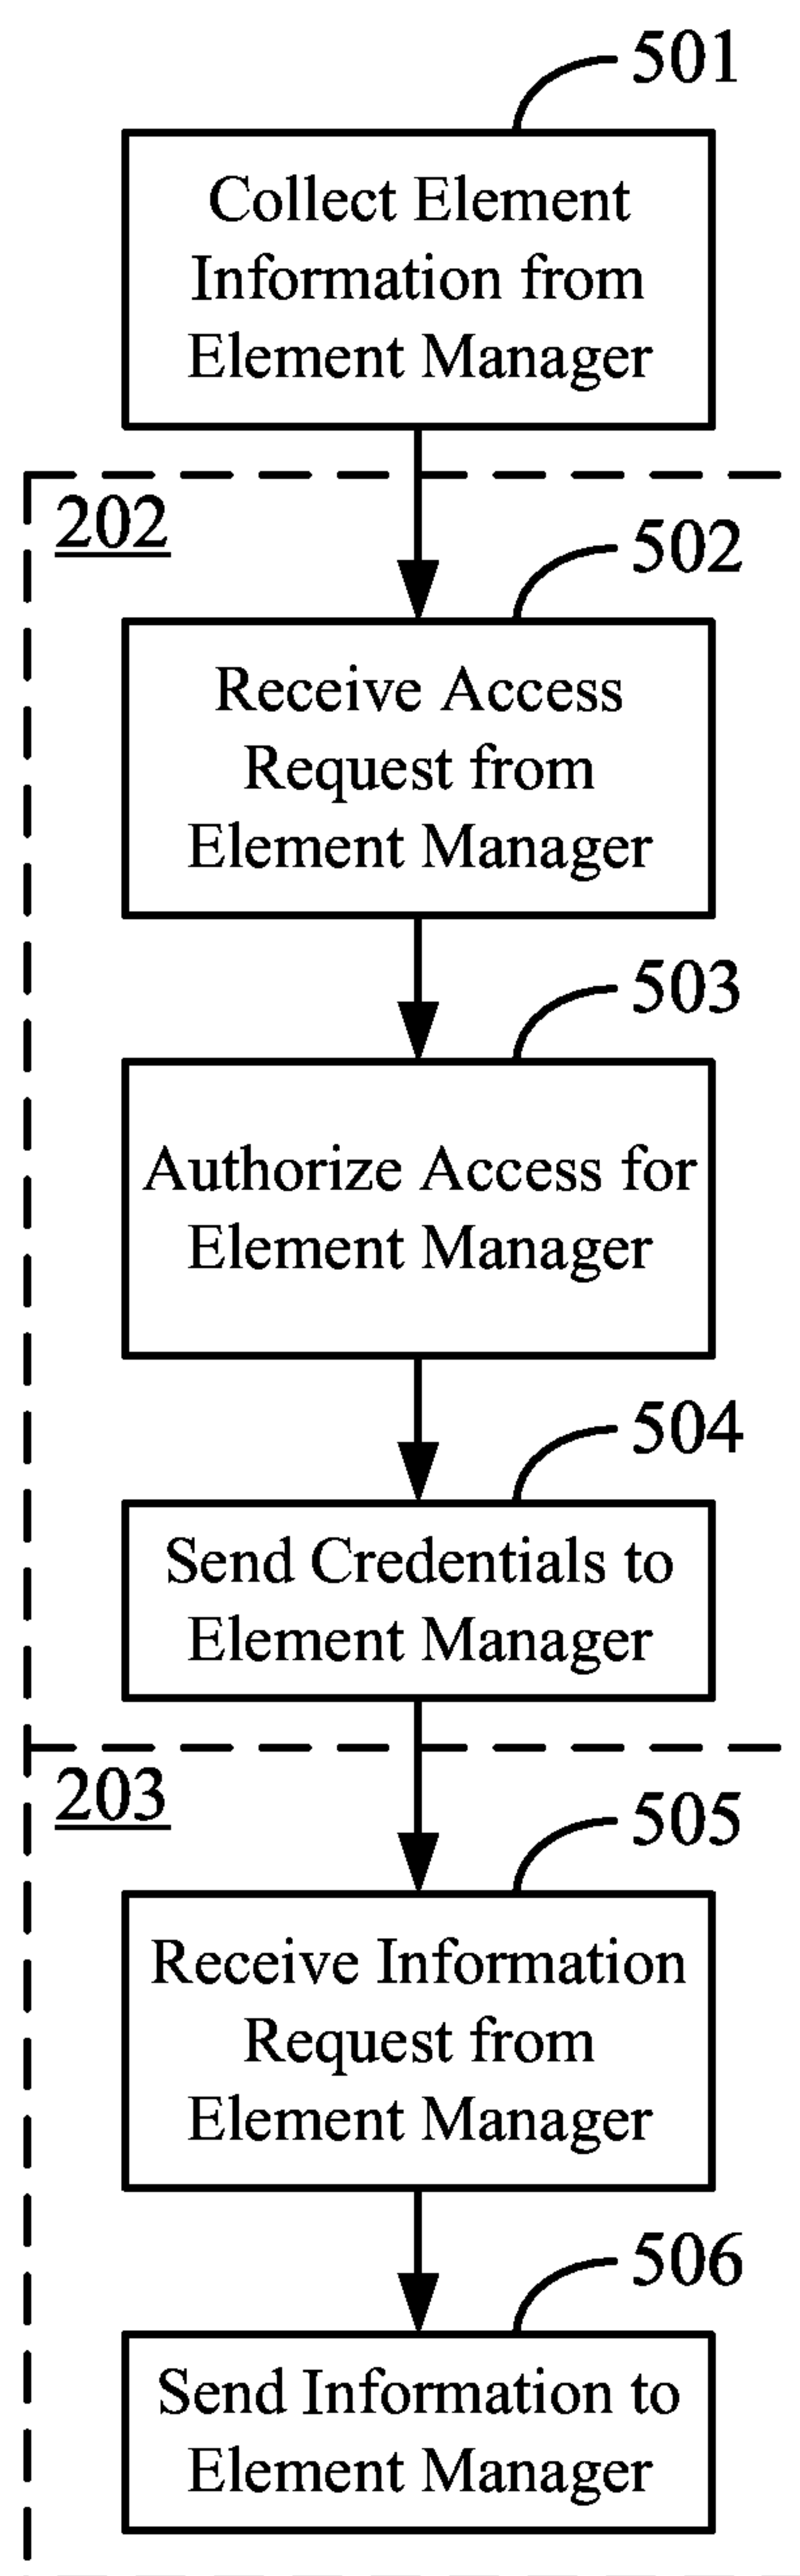 501
Collect Element
Information from
Element Manager
202
502
Receive Access
Request from
Element Manager
503
Authorize Access for
Element Manager
504
Send Credentials to
Element Manager
203
505
Receive Information
Request from
Element Manager
506
Send Information to
Element Manager